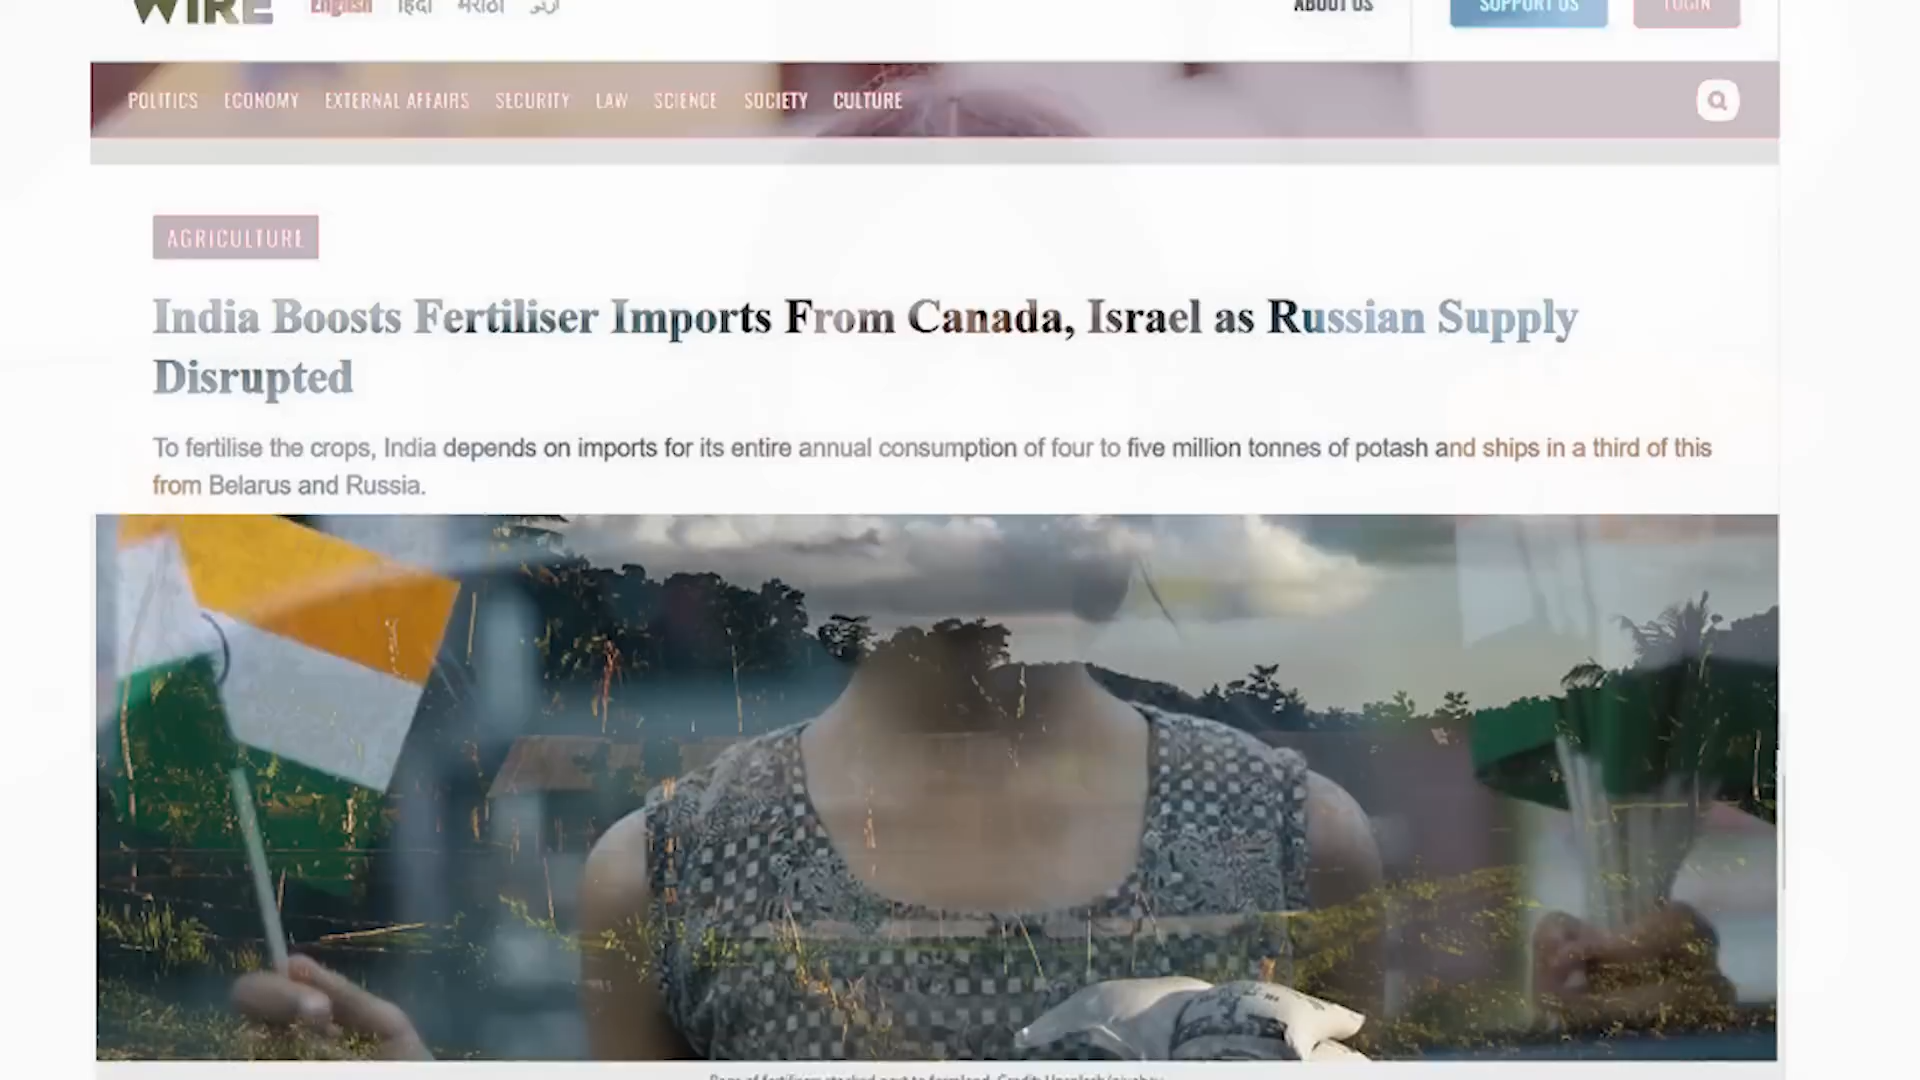 WIRE English हिंदी मराठी اردو ABOUT US SUPPORT US LOGIN
POLITICS ECONOMY EXTERNAL AFFAIRS SECURITY LAW SCIENCE SOCIETY CULTURE
AGRICULTURE
India Boosts Fertiliser Imports From Canada, Israel as Russian Supply
Disrupted
To fertilise the crops, India depends on imports for its entire annual consumption of four to five million tonnes of potash and ships in a third of this
from Belarus and Russia.